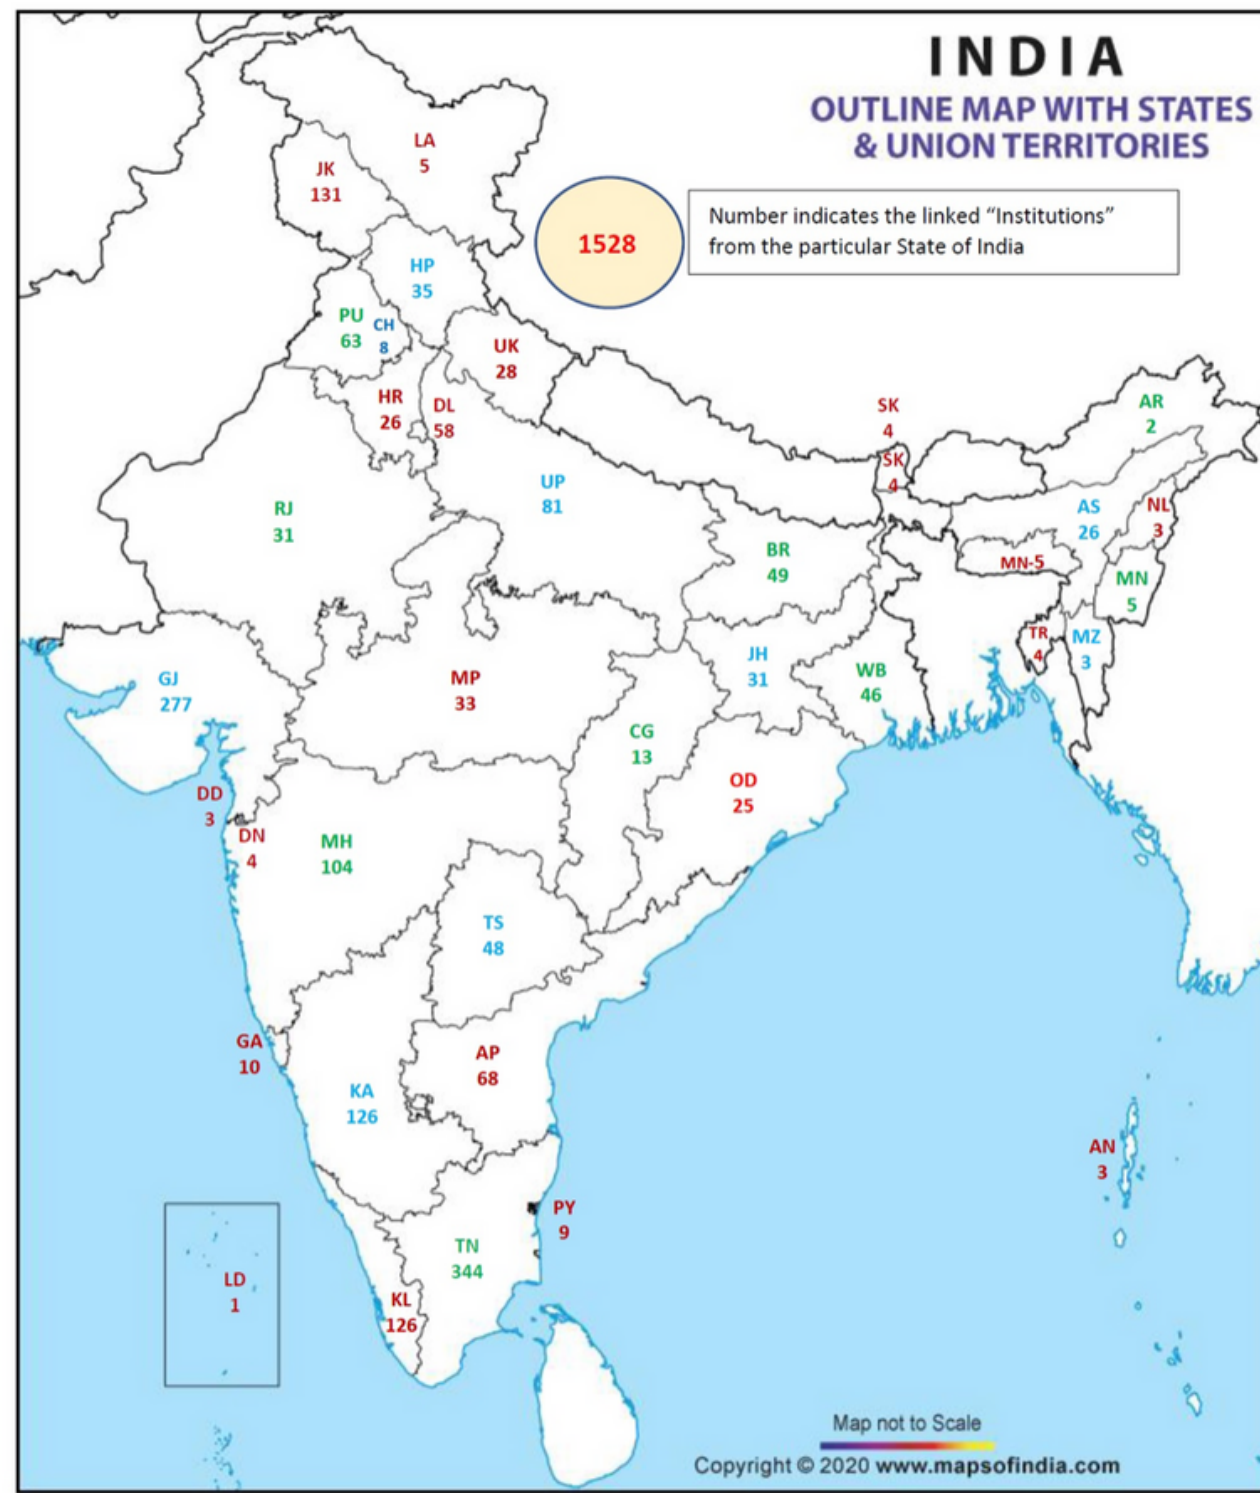 INDIA
OUTLINE MAP WITH STATES
& UNION TERRITORIES
LA
5
JK
131
1528
Number indicates the linked “Institutions”
from the particular State of India
HP
35
PU
63
CH
8
UK
28
HR
26
DL
58
SK
4
SK
4
AR
2
UP
81
RJ
31
AS
26
NL
3
BR
49
MN-5
MN
5
TR
4
MZ
3
JH
31
WB
46
GJ
277
MP
33
CG
13
OD
25
DD
3
DN
4
MH
104
TS
48
GA
10
AP
68
KA
126
AN
3
PY
9
TN
344
LD
1
KL
126
Map not to Scale
Copyright © 2020 www.mapsofindia.com